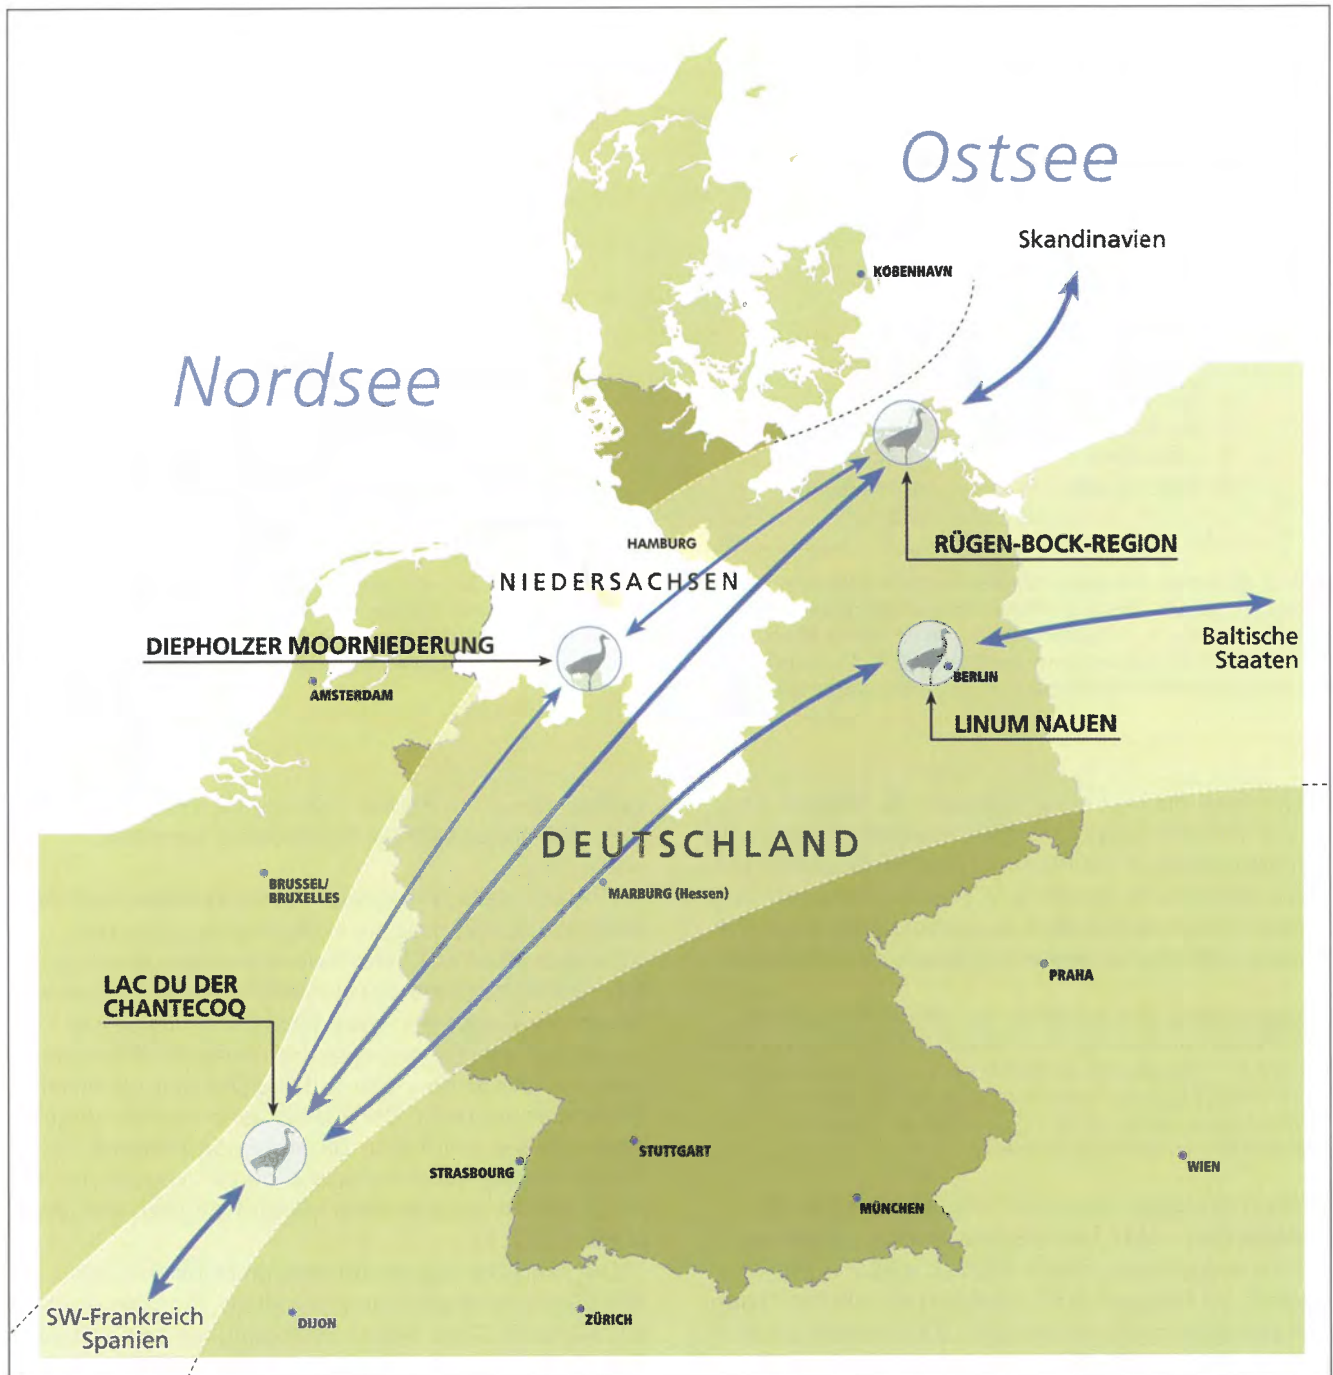 Ostsee
Skandinavien
KOBENHAVN
Nordsee
HAMBURG
RÜGEN-BOCK-REGION
NIEDERSACHSEN
DIEPHOLZER MOORNIEDERUNG
Baltische
Staaten
AMSTERDAM
BERLIN
LINUM NAUEN
DEUTSCHLAND
BRUSSEL/
BRUXELLES
MARBURG (Hessen)
PRAHA
LAC DU DER
CHANTECOQ
STRASBOURG
STUTTGART
WIEN
MÜNCHEN
SW-Frankreich
Spanien
DIJON
ZÜRICH